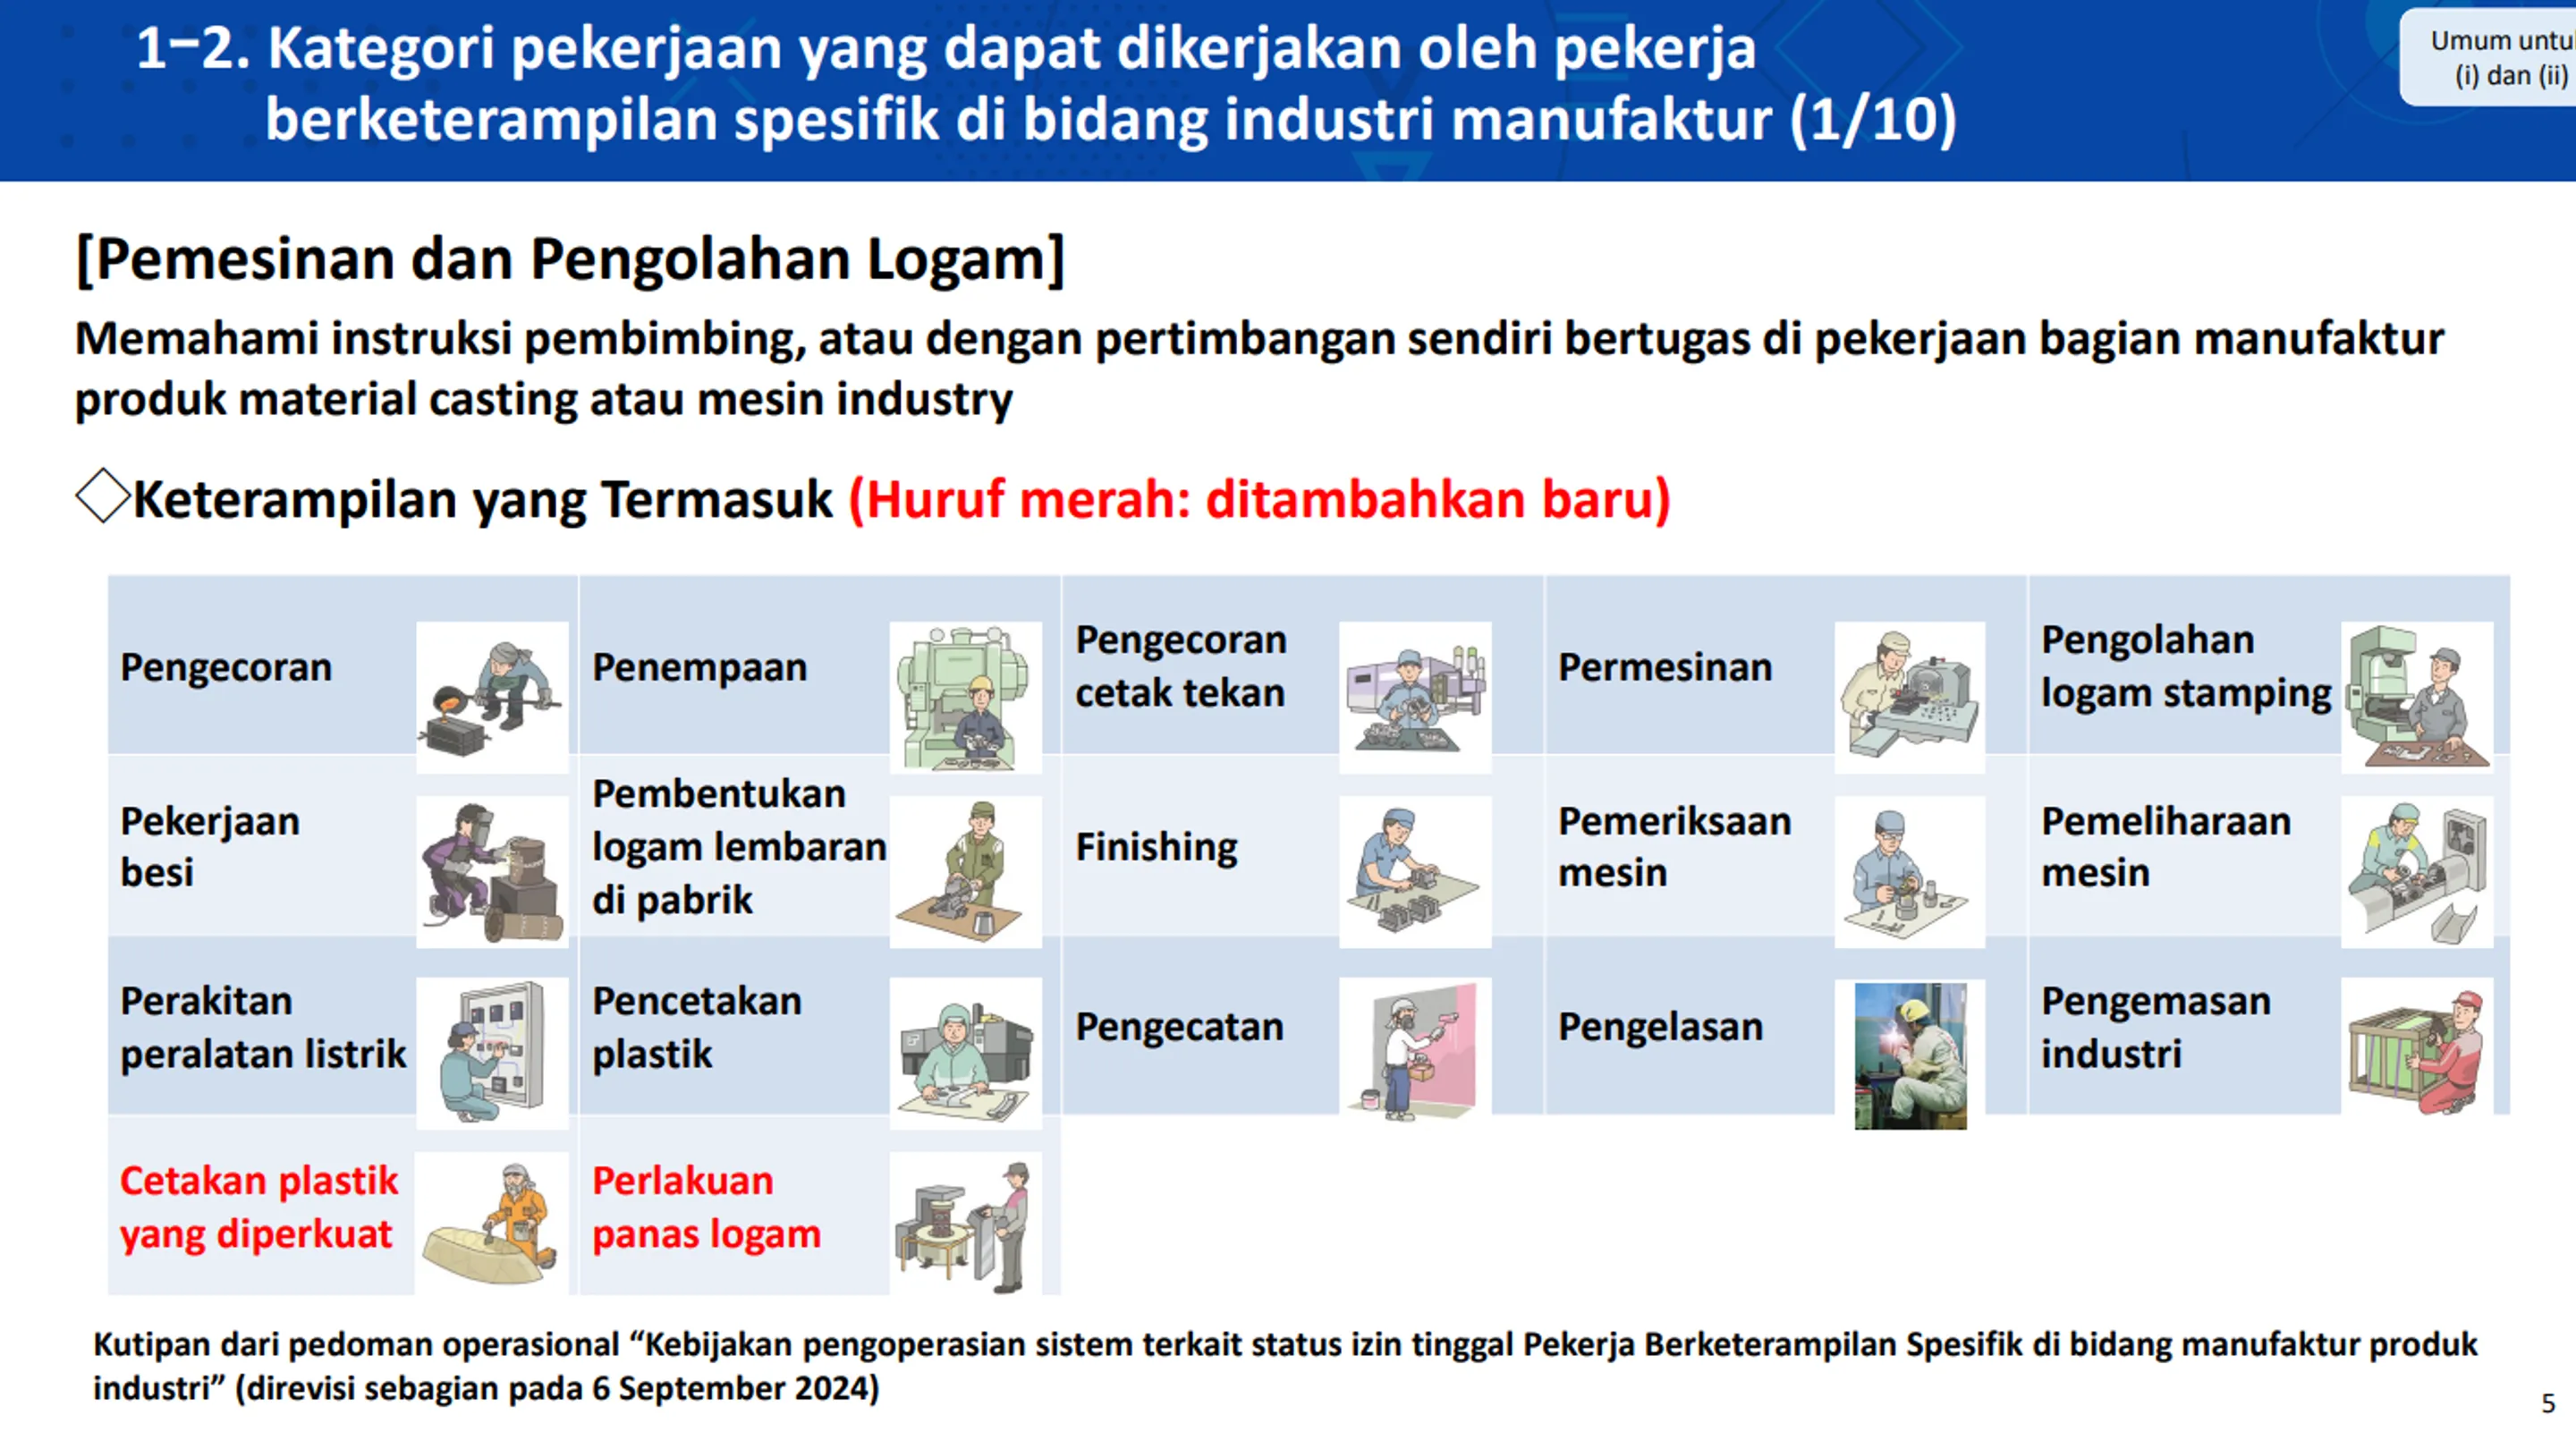 1−2. Kategori pekerjaan yang dapat dikerjakan oleh pekerja
berketerampilan spesifik di bidang industri manufaktur (1/10)
Umum untuk
(i) dan (ii)
[Pemesinan dan Pengolahan Logam]
Memahami instruksi pembimbing, atau dengan pertimbangan sendiri bertugas di pekerjaan bagian manufaktur
produk material casting atau mesin industry
◇Keterampilan yang Termasuk (Huruf merah: ditambahkan baru)
Pengecoran
Penempaan
Pengecoran
cetak tekan
Permesinan
Pengolahan
logam stamping
Pekerjaan
besi
Pembentukan
logam lembaran
di pabrik
Finishing
Pemeriksaan
mesin
Pemeliharaan
mesin
Perakitan
peralatan listrik
Pencetakan
plastik
Pengecatan
Pengelasan
Pengemasan
industri
Cetakan plastik
yang diperkuat
Perlakuan
panas logam
Kutipan dari pedoman operasional “Kebijakan pengoperasian sistem terkait status izin tinggal Pekerja Berketerampilan Spesifik di bidang manufaktur produk
industri” (direvisi sebagian pada 6 September 2024)
5